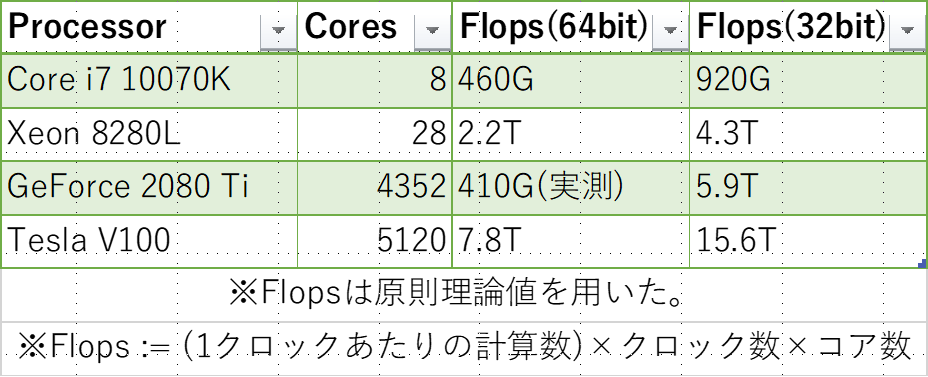 Processor Cores Flops(64bit) Flops(32bit)
Core i7 10070K 8 460G 920G
Xeon 8280L 28 2.2T 4.3T
GeForce 2080 Ti 4352 410G(実測) 5.9T
Tesla V100 5120 7.8T 15.6T
※Flopsは原則理論値を用いた。
※Flops := (1クロックあたりの計算数)×クロック数×コア数